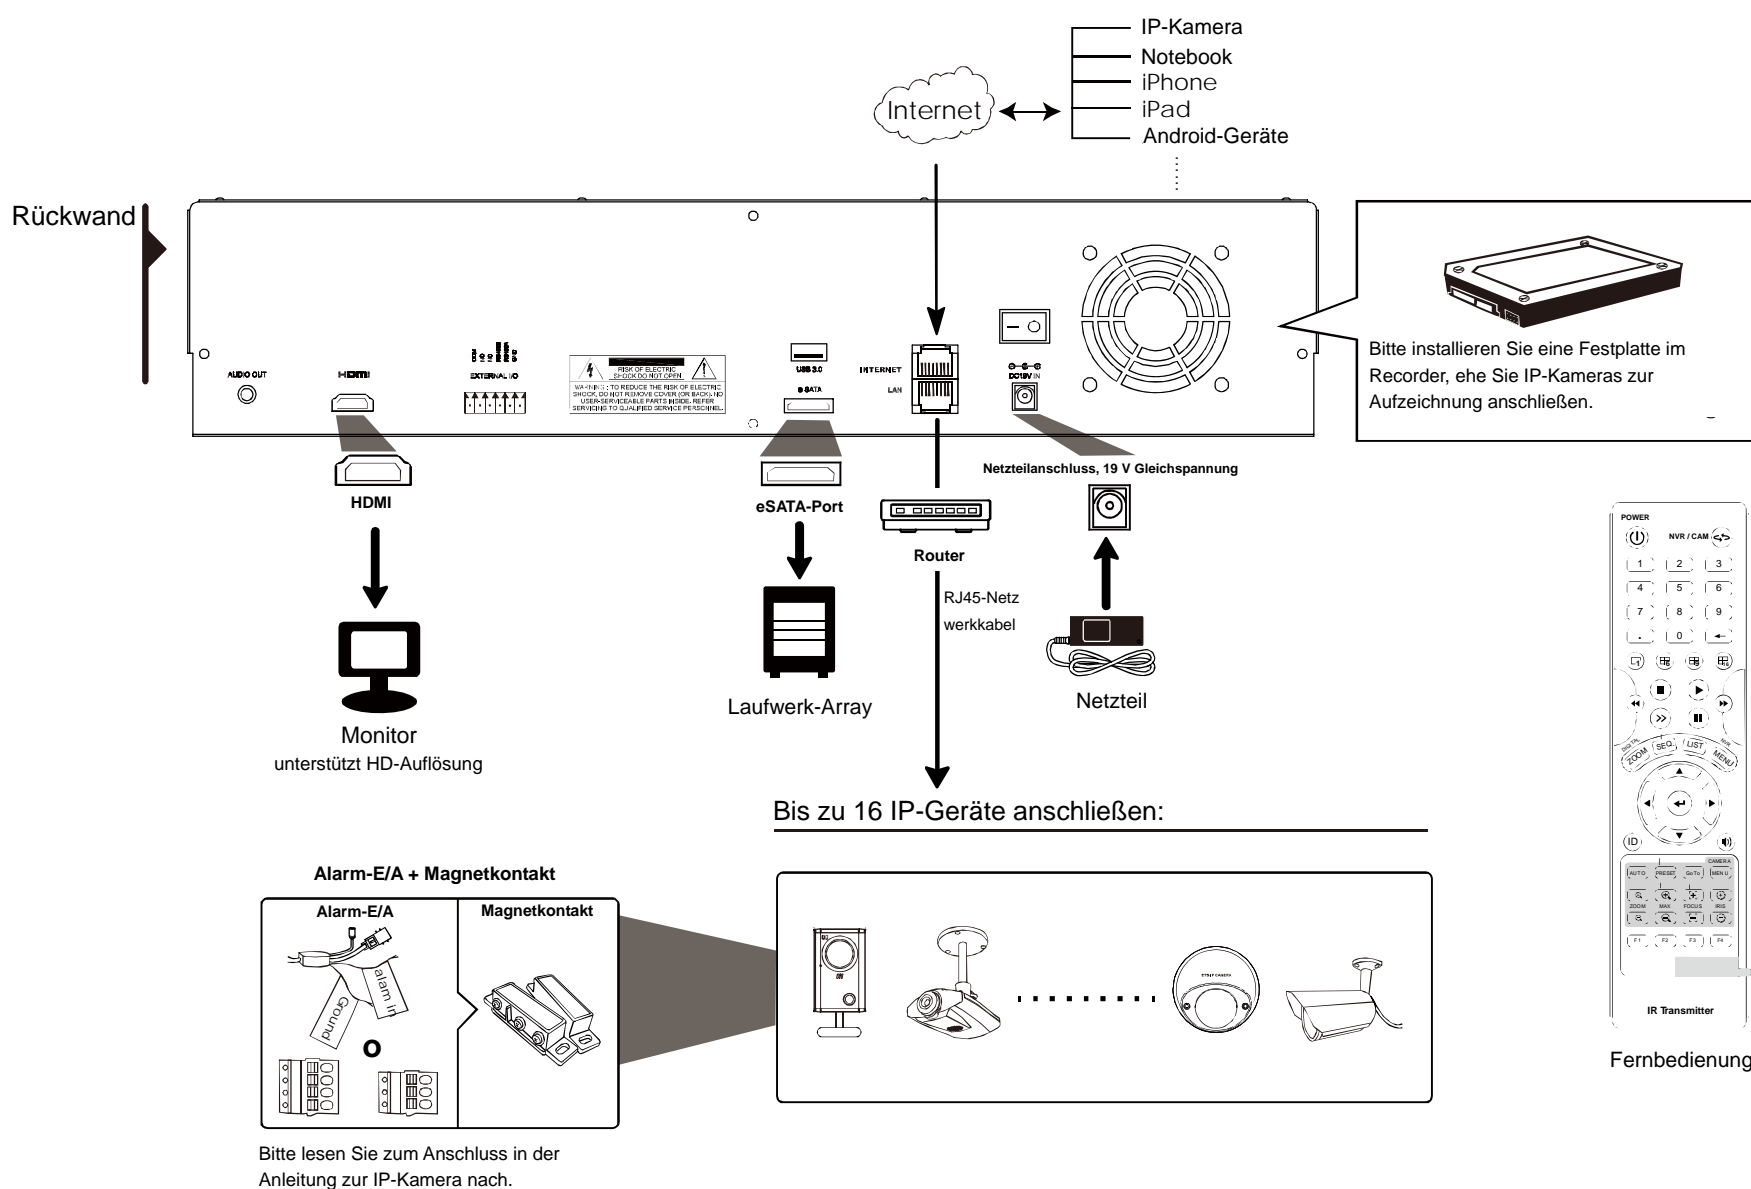 IP-Kamera
Notebook
iPhone
iPad
Android-Geräte
Internet
Rückwand
AUDIO OUT
HDMI
EXTERNAL I/O
RISK OF ELECTRIC
SHOCK DO NOT OPEN
WARNING : TO REDUCE THE RISK OF ELECTRIC
SHOCK, DO NOT REMOVE COVER (OR BACK). NO
USER-SERVICEABLE PARTS INSIDE. REFER
SERVICING TO QUALIFIED SERVICE PERSONNEL.
USB 3.0
e-SATA
INTERNET
LAN
DC19V IN
Bitte installieren Sie eine Festplatte im
Recorder, ehe Sie IP-Kameras zur
Aufzeichnung anschließen.
HDMI
eSATA-Port
Router
Netzteilanschluss, 19 V Gleichspannung
RJ45-Netz
werkkabel
Monitor
unterstützt HD-Auflösung
Laufwerk-Array
Netzteil
Bis zu 16 IP-Geräte anschließen:
Alarm-E/A + Magnetkontakt
Alarm-E/A
Magnetkontakt
alarm in
Ground
o
Bitte lesen Sie zum Anschluss in der
Anleitung zur IP-Kamera nach.
POWER
NVR / CAM
1 2 3
4 5 6
7 8 9
. 0
DIGITAL
ZOOM SEQ LIST MENU
NVR
ID
CAMERA
AUTO PRESET GoTo MENU
ZOOM MAX FOCUS IRIS
F1 F2 F3 F4
IR Transmitter
Fernbedienung